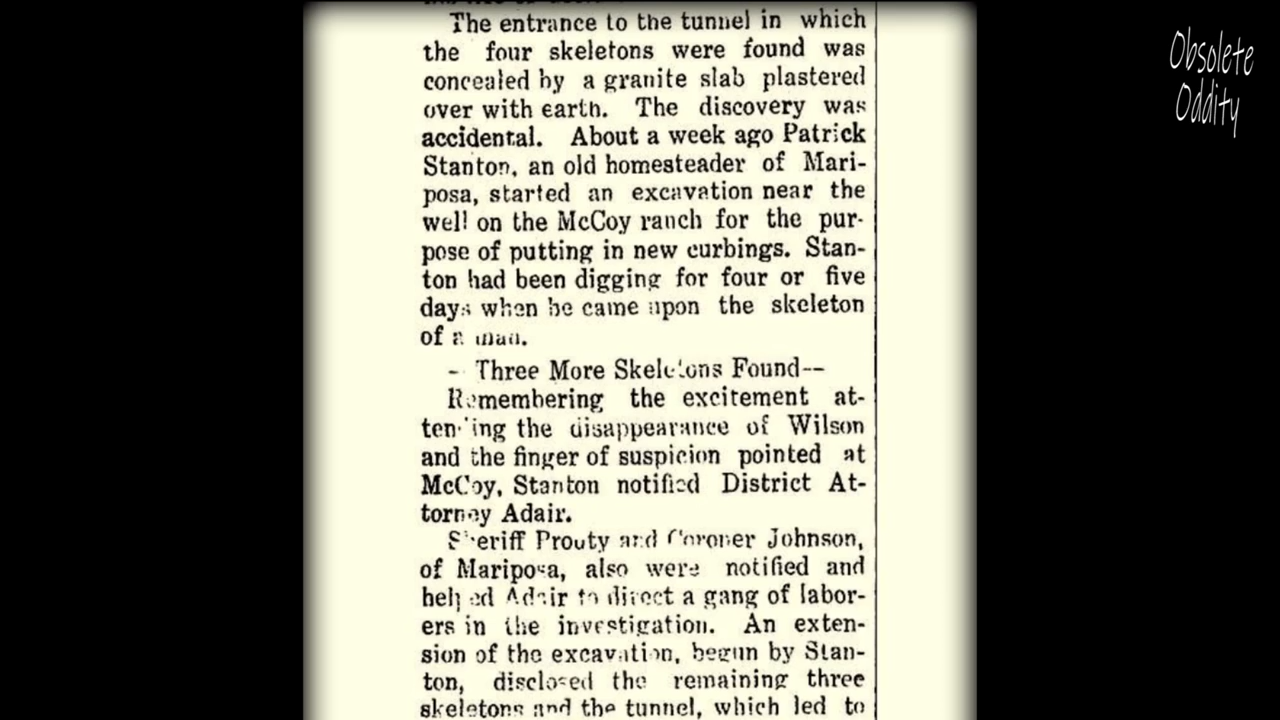 The entrance to the tunnel in which
the four skeletons were found was
concealed by a granite slab plastered
over with earth. The discovery was
accidental. About a week ago Patrick
Stanton, an old homesteader of Mari-
posa, started an excavation near the
well on the McCoy ranch for the pur-
pose of putting in new curbings. Stan-
ton had been digging for four or five
days when he came upon the skeleton
of a man.
- Three More Skeletons Found--
Remembering the excitement at-
tending the disappearance of Wilson
and the finger of suspicion pointed at
McCoy, Stanton notified District At-
torney Adair.
Sheriff Prouty and Coroner Johnson,
of Mariposa, also were notified and
helped Adair to direct a gang of labor-
ers in the investigation. An exten-
sion of the excavation, begun by Stan-
ton, disclosed the remaining three
skeletons and the tunnel, which led to
Obsolete
Oddity